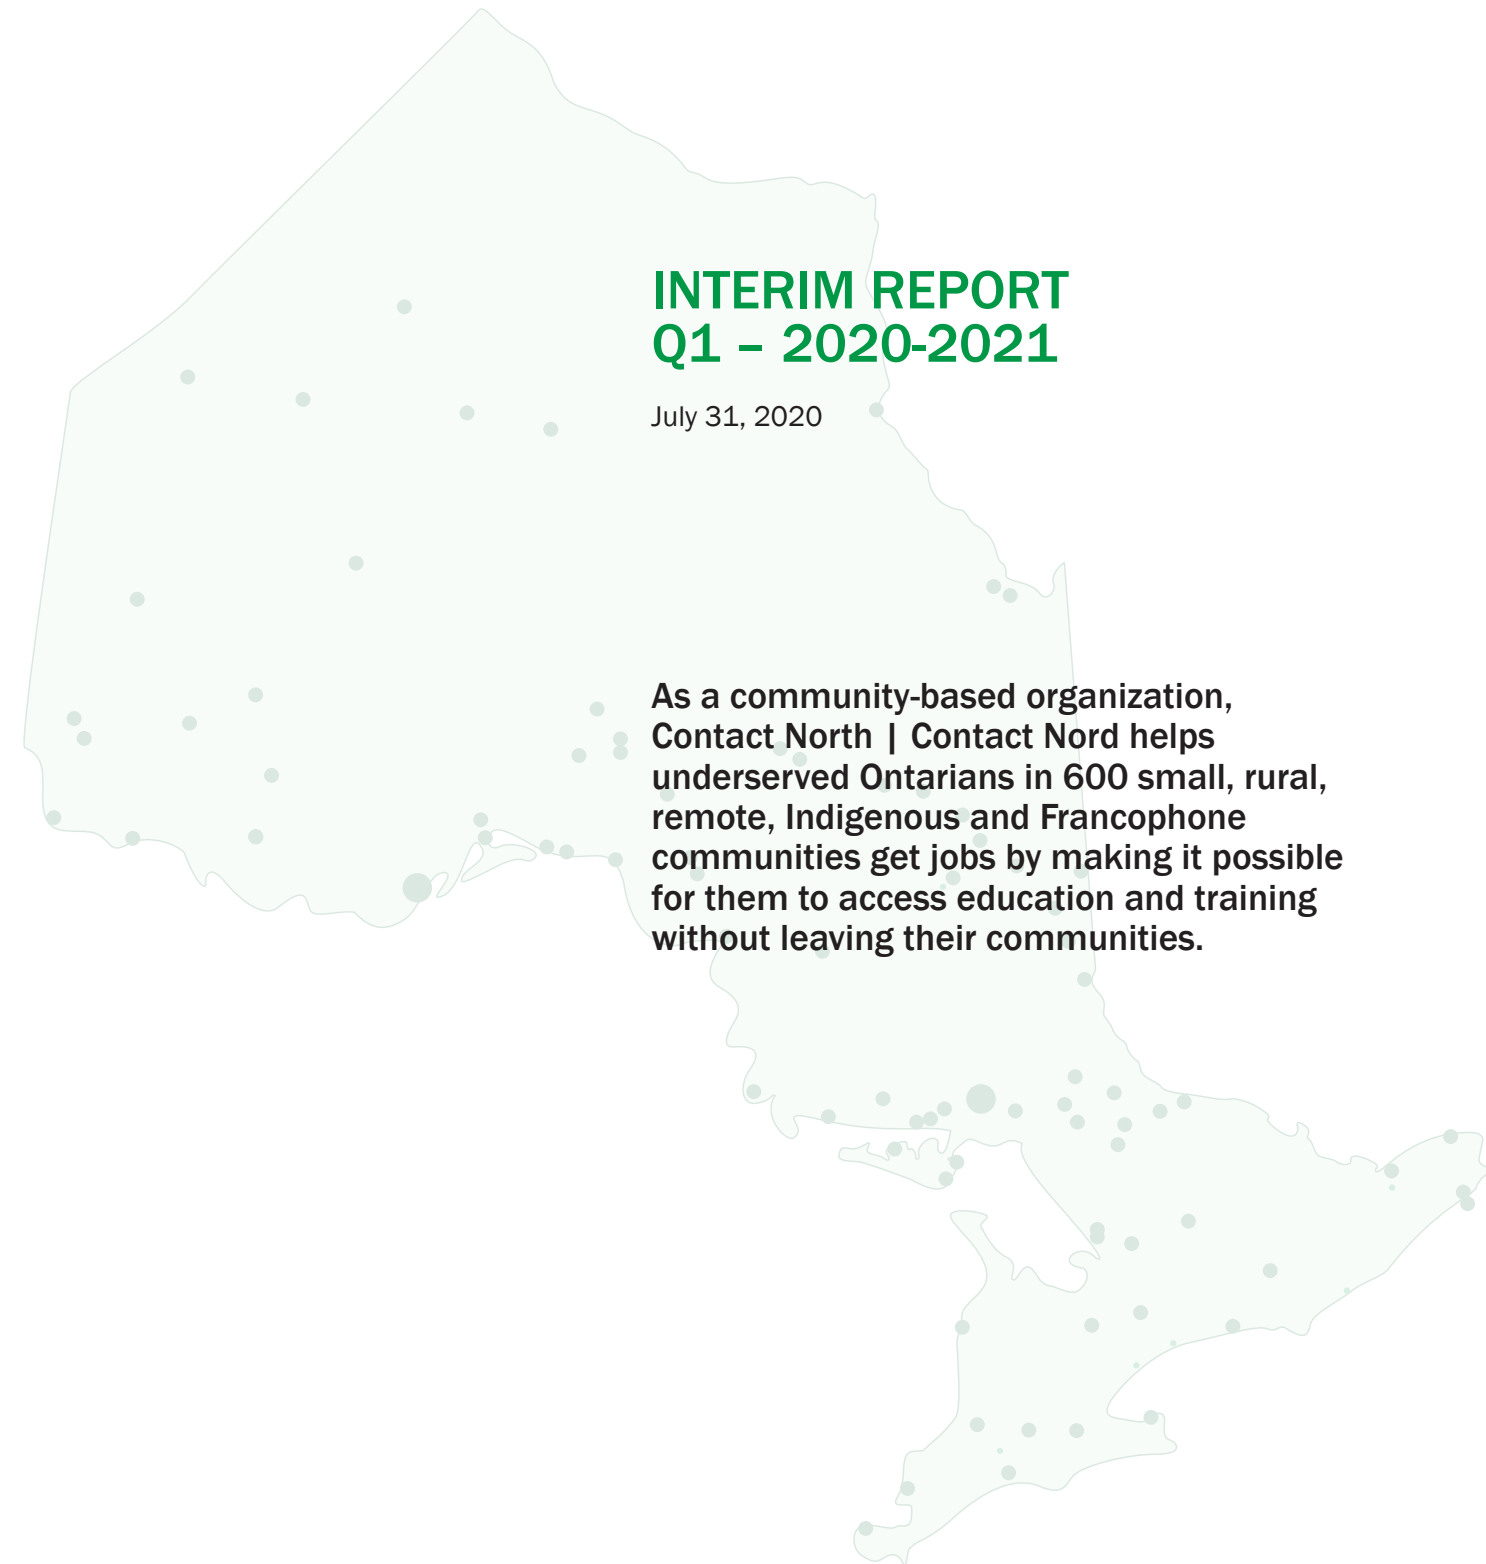 INTERIM REPORT
Q1 – 2020-2021
July 31, 2020
As a community-based organization,
Contact North | Contact Nord helps
underserved Ontarians in 600 small, rural,
remote, Indigenous and Francophone
communities get jobs by making it possible
for them to access education and training
without leaving their communities.